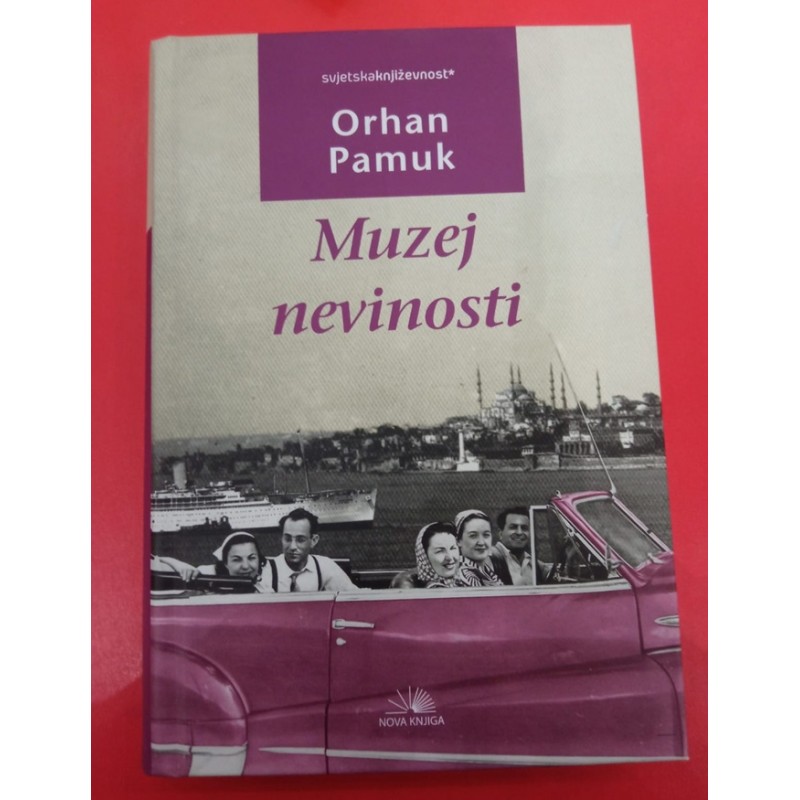 svjetskaknjiževnost*
Orhan
Pamuk
Muzej
nevinosti
NOVA KNJIGA